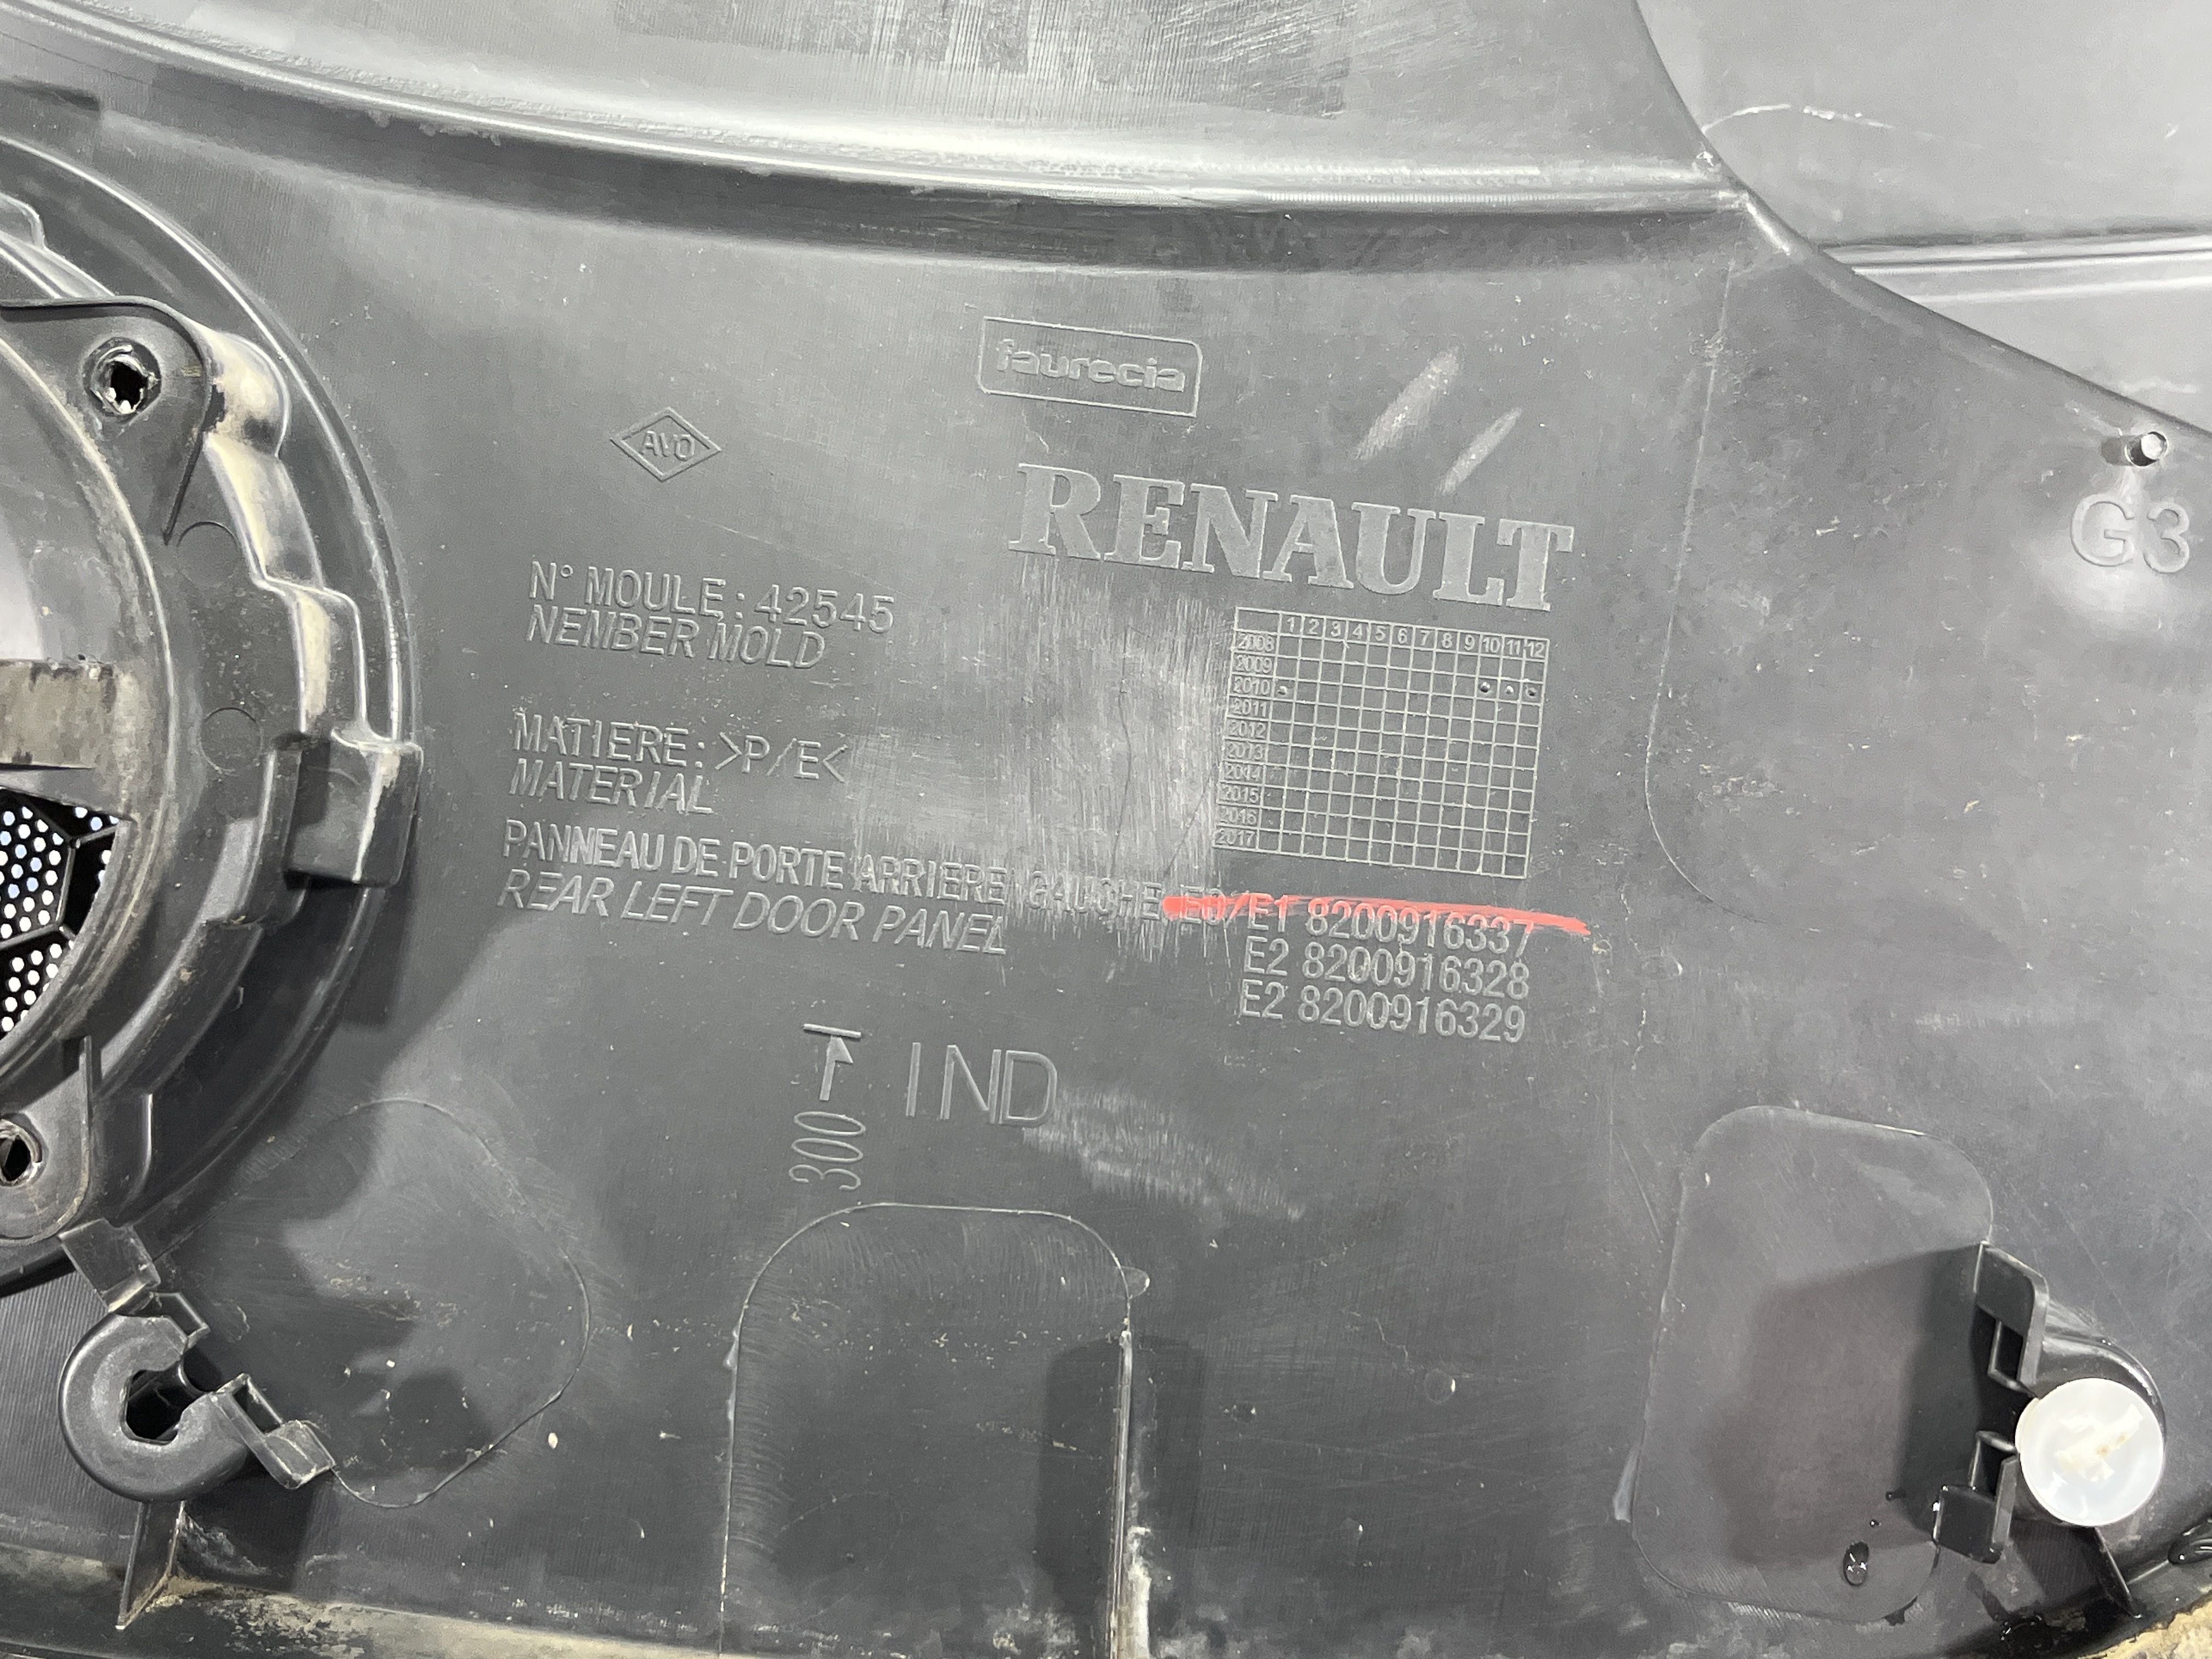 faurecia
AVO
RENAULT
G3
N° MOULE : 42545
NEMBER MOLD
1 2 3 4 5 6 7 8 9 10 11 12
2008
2009
2010
2011
2012
2013
2014
2015
2016
2017
MATIERE : >P/E<
MATERIAL
PANNEAU DE PORTE ARRIERE GAUCHE E0/E1 8200916337
REAR LEFT DOOR PANEL
E2 8200916328
E2 8200916329
IND
300